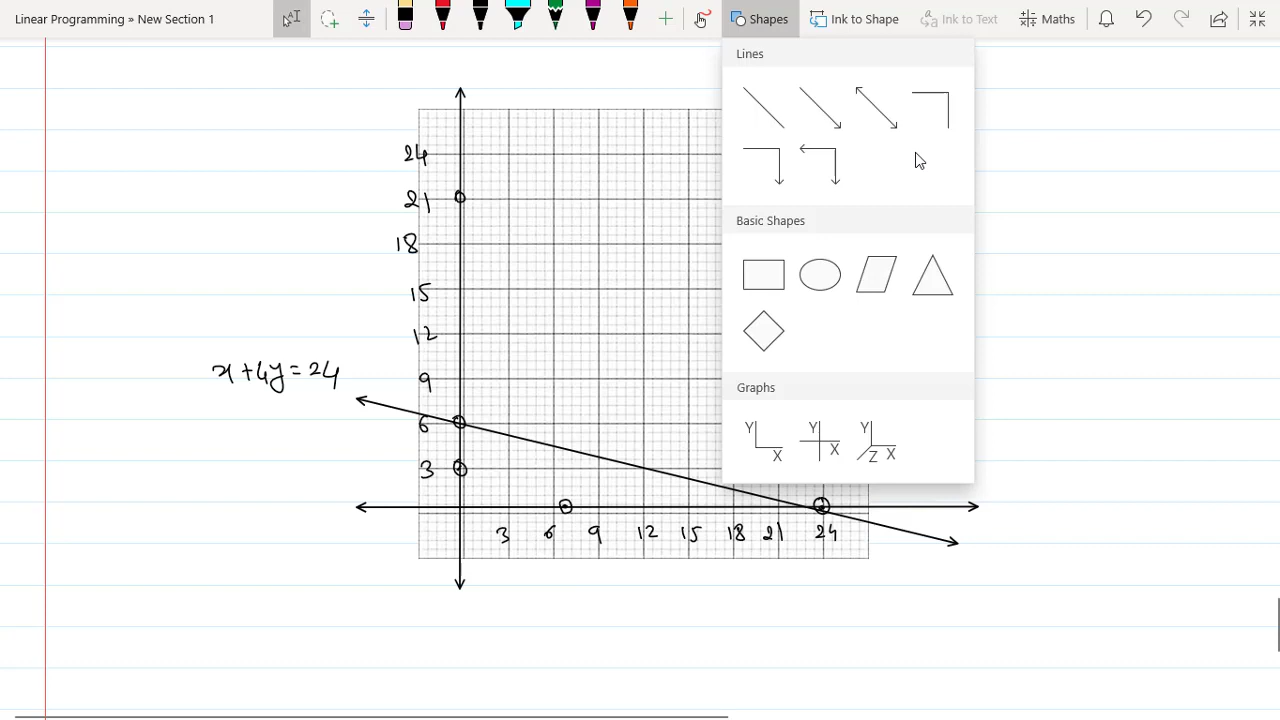 Linear Programming » New Section 1
Shapes
Ink to Shape
Ink to Text
Maths
Lines
Basic Shapes
Graphs
Y X
Y X
Y Z X
24
21
18
15
12
9
6
3
x + 4y = 24
3 6 9 12 15 18 21 24